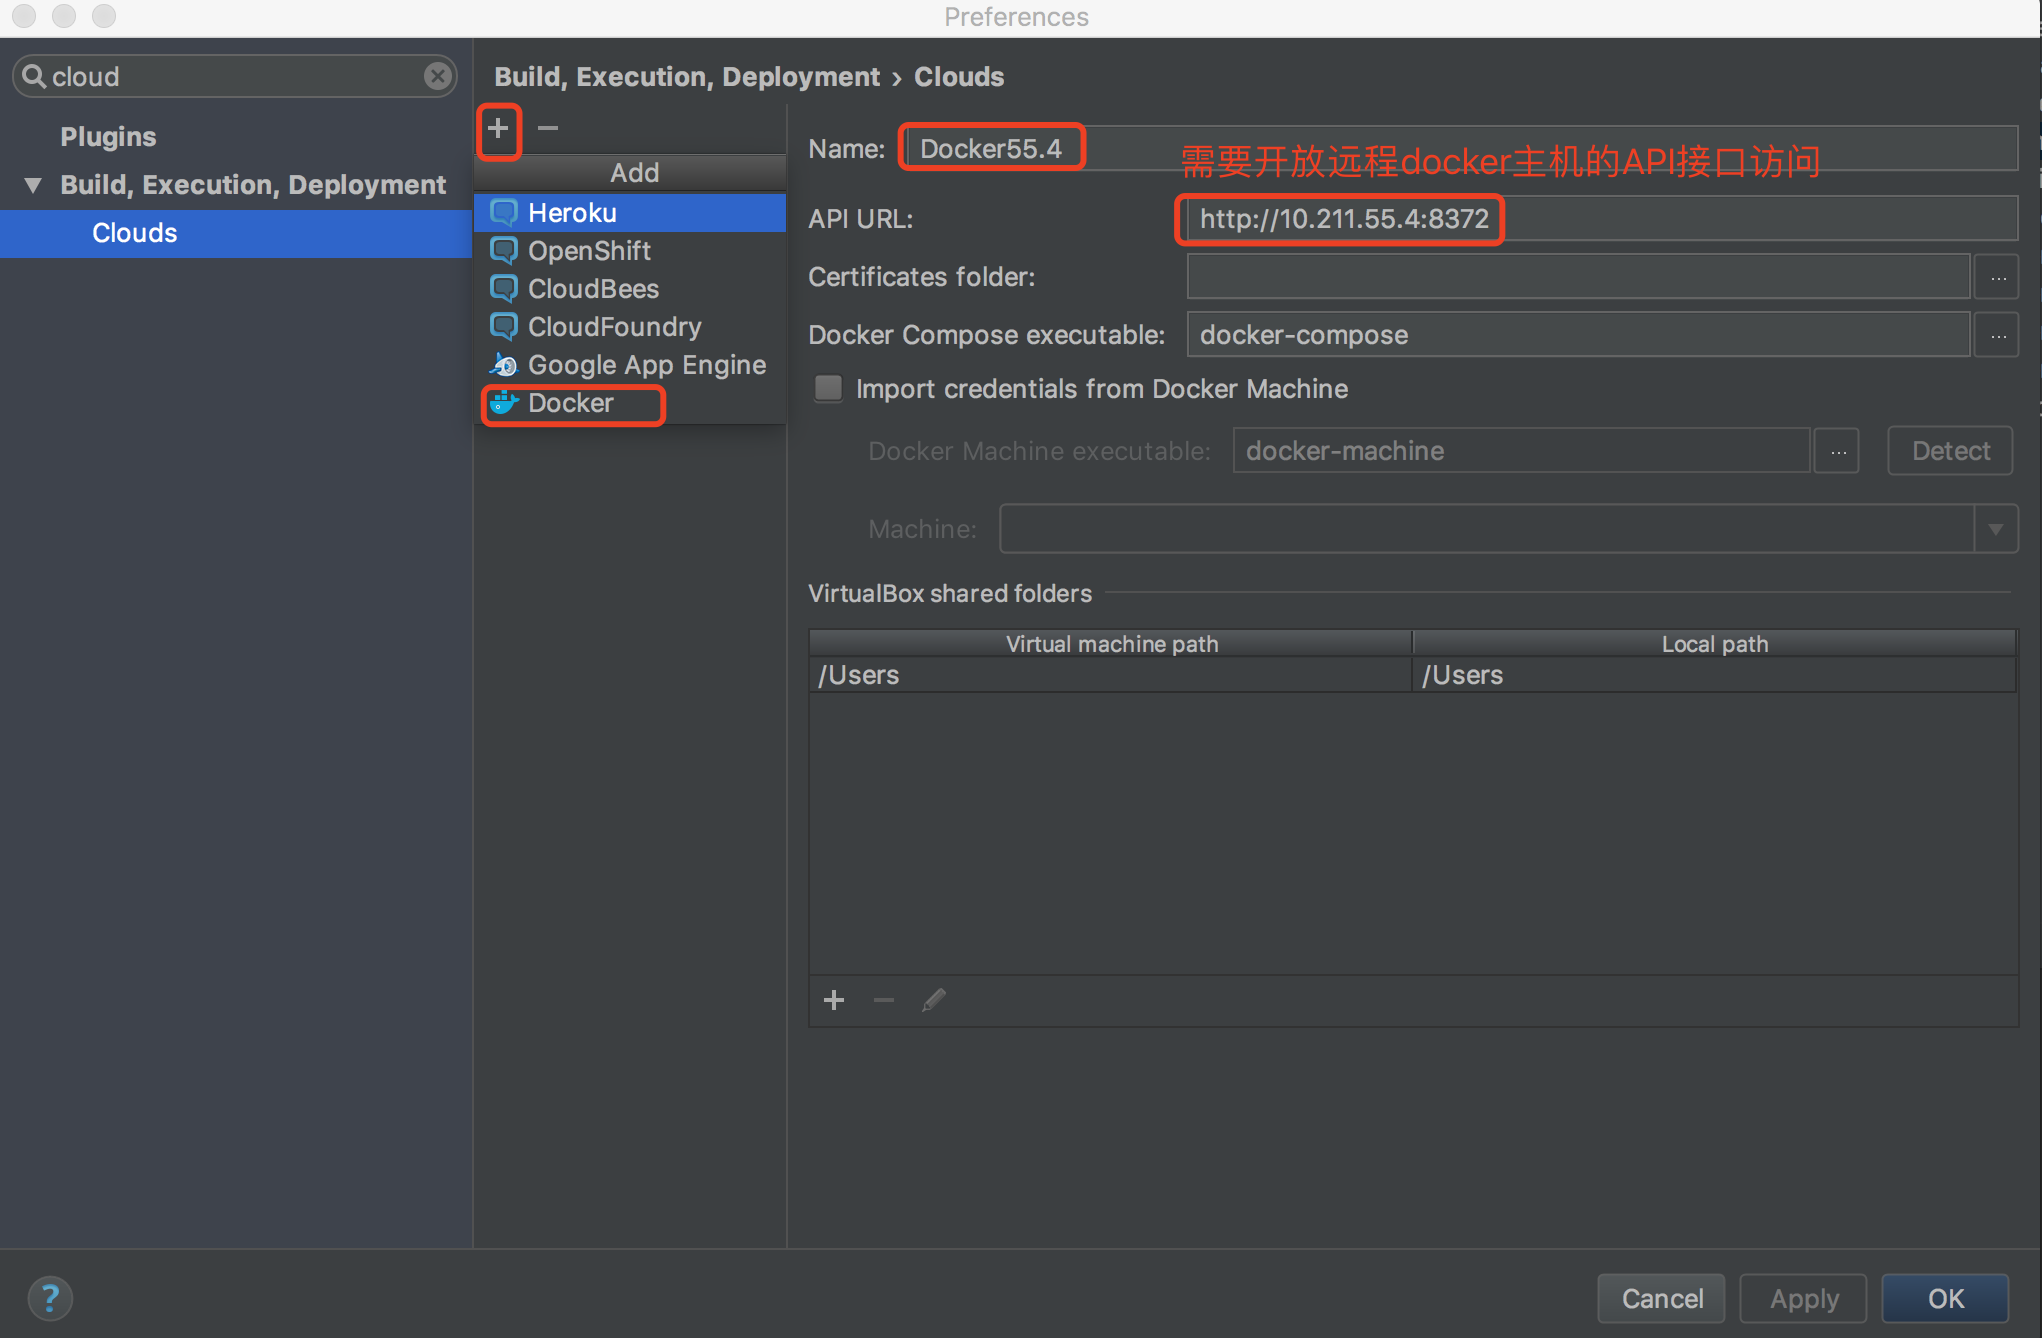 Preferences
cloud
Plugins
Build, Execution, Deployment
Clouds
Build, Execution, Deployment › Clouds
Add
Heroku
OpenShift
CloudBees
CloudFoundry
Google App Engine
Docker
Name: Docker55.4
需要开放远程docker主机的API接口访问
API URL: http://10.211.55.4:8372
Certificates folder: ...
Docker Compose executable: docker-compose ...
Import credentials from Docker Machine
Docker Machine executable: docker-machine ... Detect
Machine:
VirtualBox shared folders
Virtual machine path Local path
/Users /Users
? Cancel Apply OK